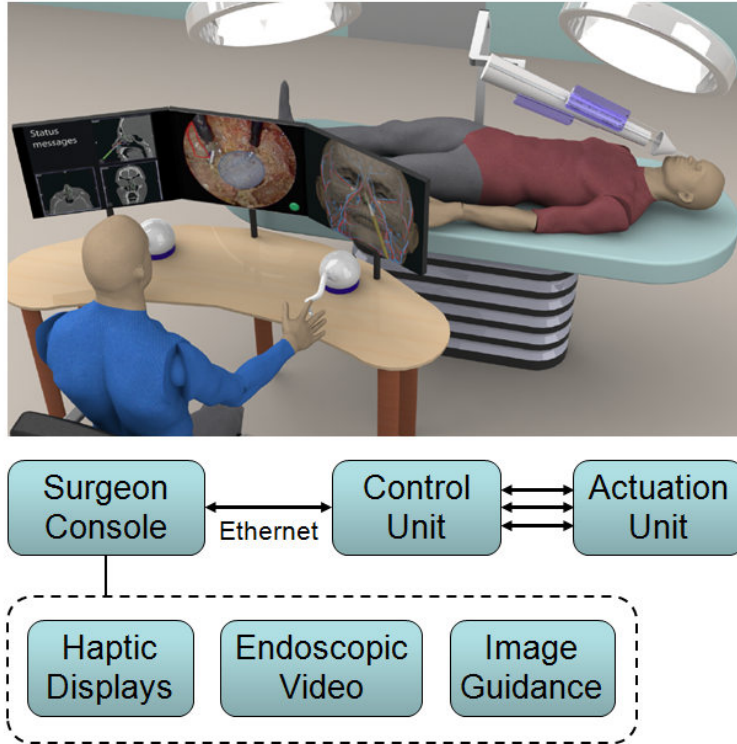 Status
messages
Surgeon
Console
Ethernet
Control
Unit
Actuation
Unit
Haptic
Displays
Endoscopic
Video
Image
Guidance